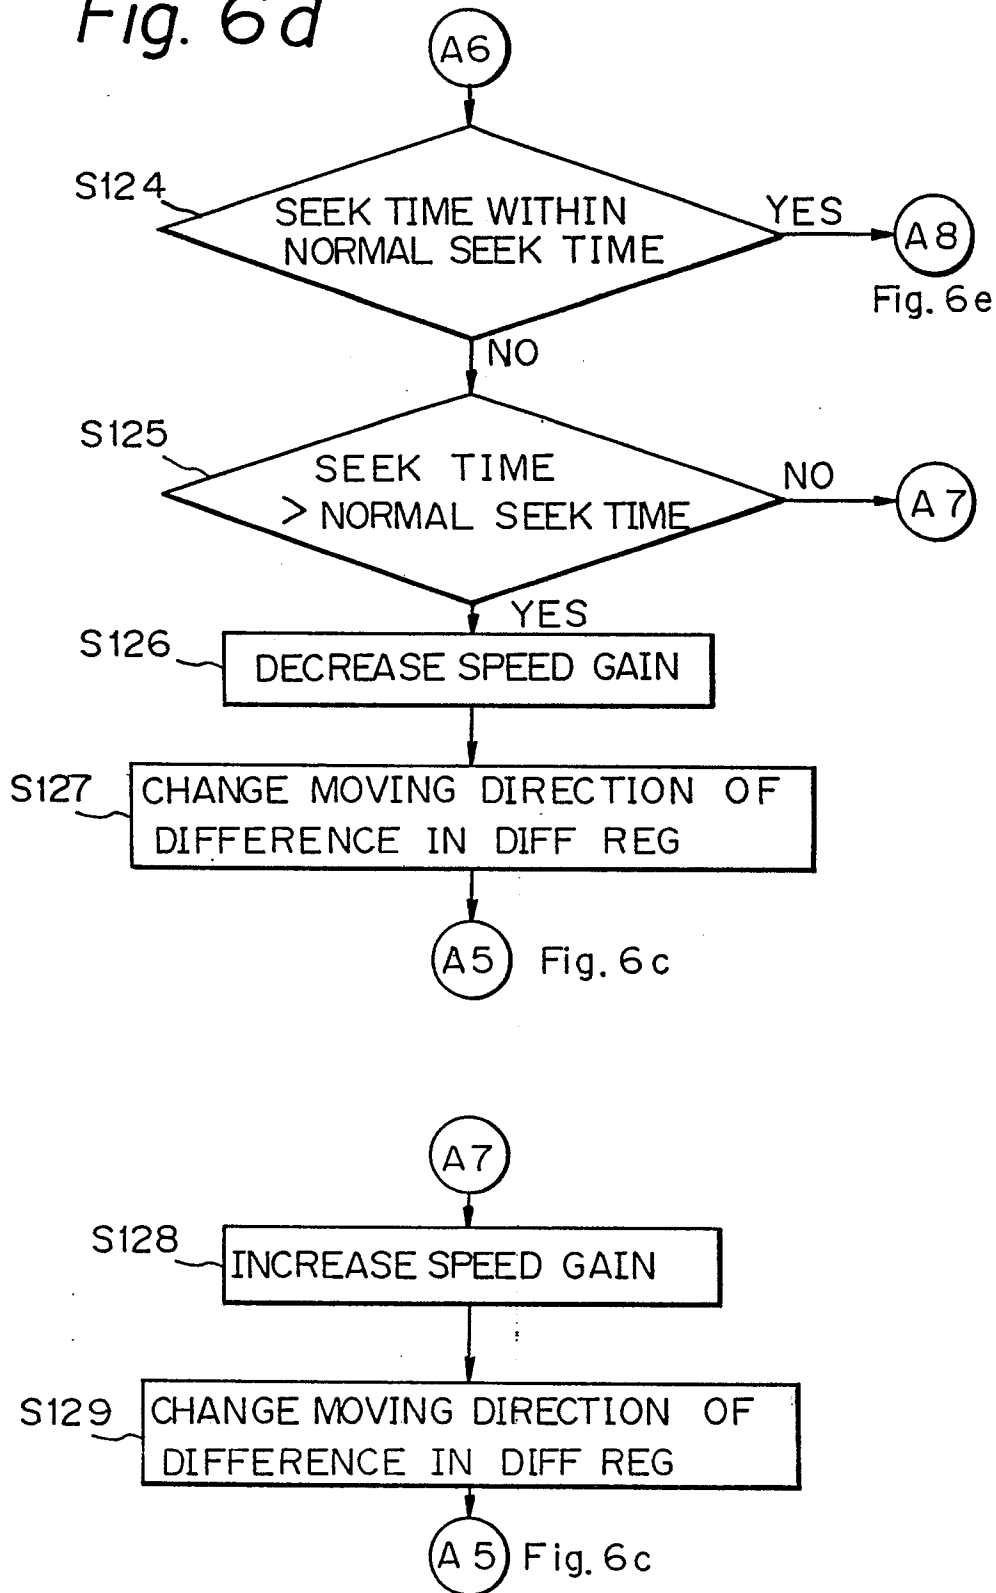 Fig. 6d
A6
S124
SEEK TIME WITHIN
NORMAL SEEK TIME
YES
A8
Fig. 6e
NO
S125
SEEK TIME
> NORMAL SEEK TIME
NO
A7
YES
S126
DECREASE SPEED GAIN
S127
CHANGE MOVING DIRECTION OF
DIFFERENCE IN DIFF REG
A5
Fig. 6c
A7
S128
INCREASE SPEED GAIN
S129
CHANGE MOVING DIRECTION OF
DIFFERENCE IN DIFF REG
A5
Fig. 6c